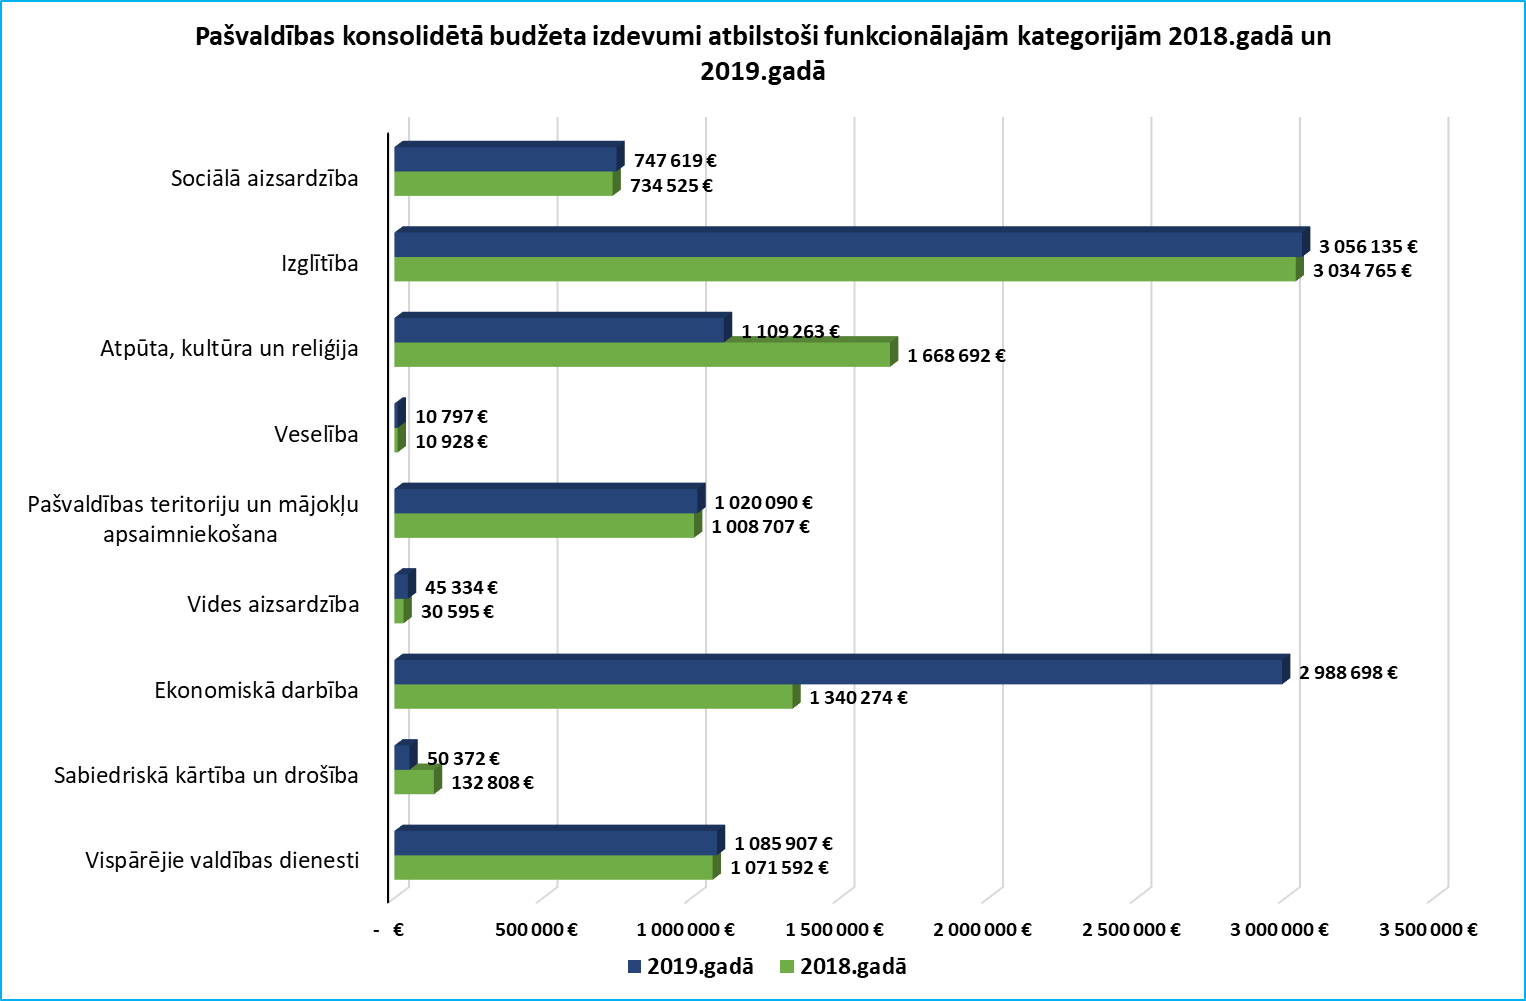 Pašvaldības konsolidētā budžeta izdevumi atbilstoši funkcionālajām kategorijām 2018.gadā un
2019.gadā
Sociālā aizsardzība
747 619 €
734 525 €
Izglītība
3 056 135 €
3 034 765 €
Atpūta, kultūra un reliģija
1 109 263 €
1 668 692 €
Veselība
10 797 €
10 928 €
Pašvaldības teritoriju un mājokļu
apsaimniekošana
1 020 090 €
1 008 707 €
Vides aizsardzība
45 334 €
30 595 €
Ekonomiskā darbība
2 988 698 €
1 340 274 €
Sabiedriskā kārtība un drošība
50 372 €
132 808 €
Vispārējie valdības dienesti
1 085 907 €
1 071 592 €
- € 500 000 € 1 000 000 € 1 500 000 € 2 000 000 € 2 500 000 € 3 000 000 € 3 500 000 €
2019.gadā 2018.gadā